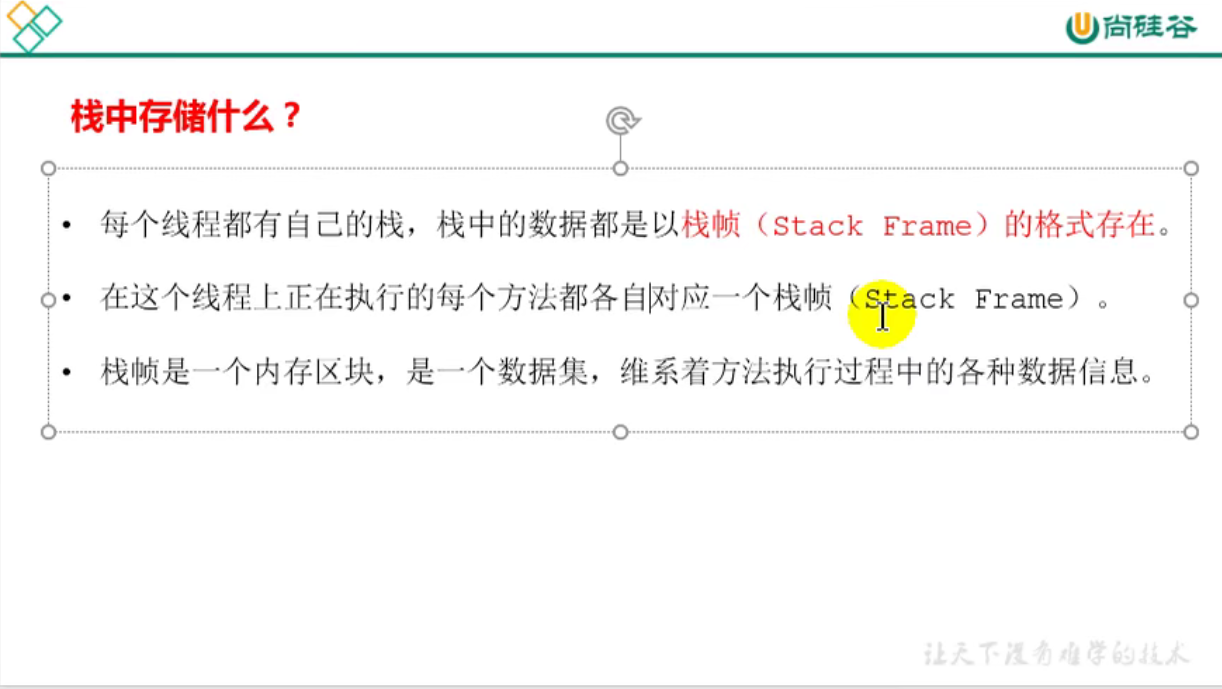 尚硅谷
栈中存储什么？
• 每个线程都有自己的栈，栈中的数据都是以栈帧（Stack Frame）的格式存在。
• 在这个线程上正在执行的每个方法都各自对应一个栈帧（Stack Frame）。
• 栈帧是一个内存区块，是一个数据集，维系着方法执行过程中的各种数据信息。
让天下没有难学的技术